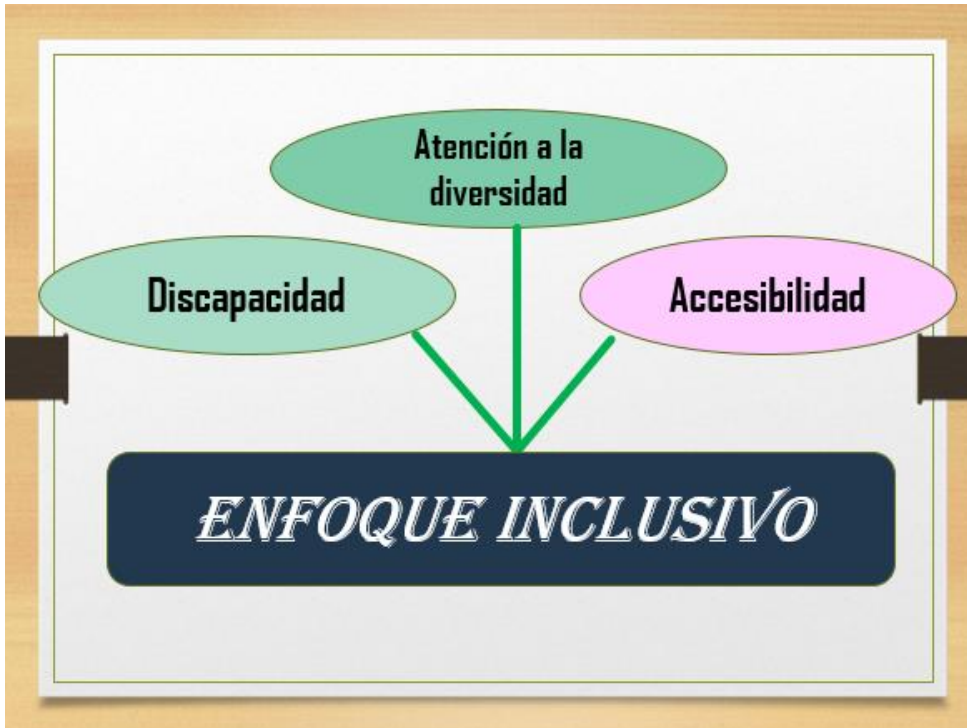 Atención a la
diversidad
Discapacidad
Accesibilidad
ENFOQUE INCLUSIVO